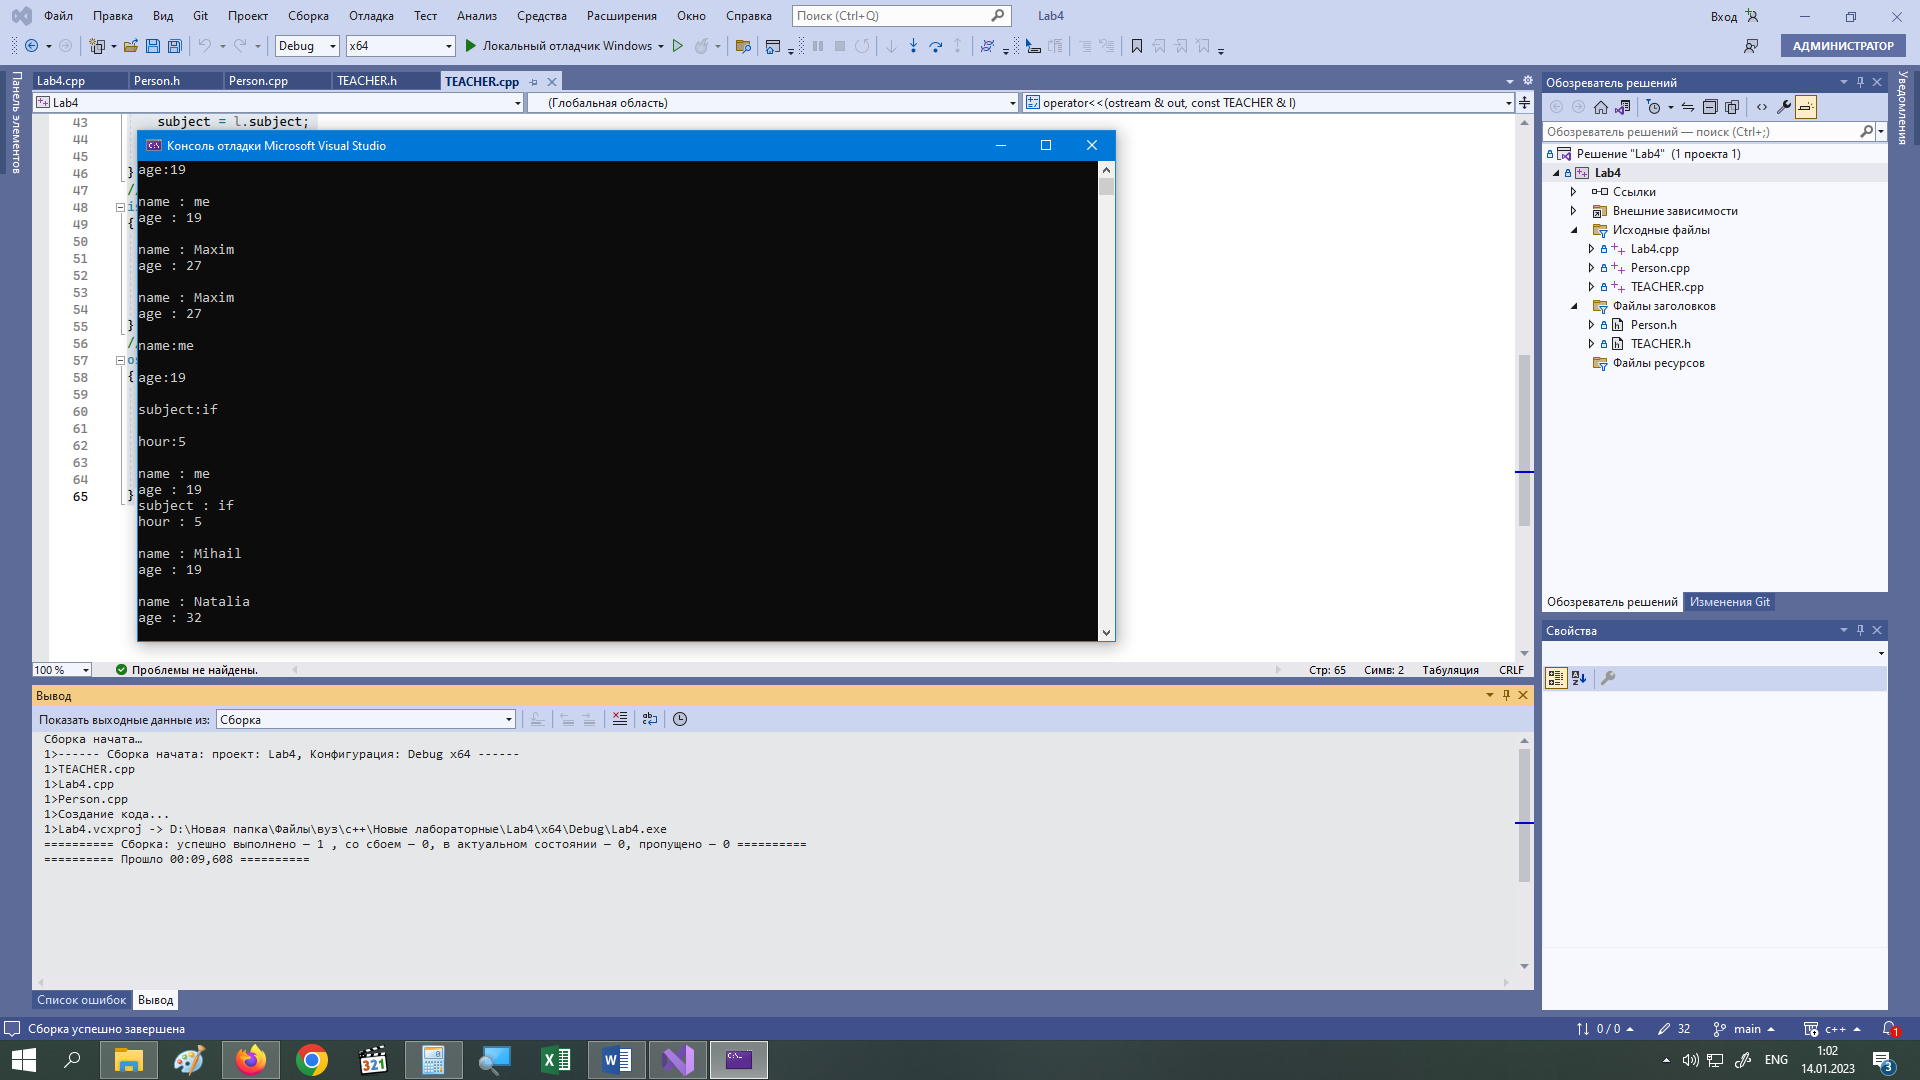 Файл Правка Вид Git Проект Сборка Отладка Тест Анализ Средства Расширения Окно Справка Поиск (Ctrl+Q) Lab4 Вход
Debug x64 Локальный отладчик Windows АДМИНИСТРАТОР
Панель элементов
Lab4.cpp Person.h Person.cpp TEACHER.h TEACHER.cpp
Lab4 (Глобальная область) operator<<(ostream & out, const TEACHER & l)
43 subject = l.subject;
44
45
46 }
47 //
48
49 {
50
51
52
53
54
55 }
56
57
58 {
59
60
61
62
63
64
65 }
Консоль отладки Microsoft Visual Studio
age:19
name : me
age : 19
name : Maxim
age : 27
name : Maxim
age : 27
name:me
age:19
subject:if
hour:5
name : me
age : 19
subject : if
hour : 5
name : Mihail
age : 19
name : Natalia
age : 32
100 % Проблемы не найдены. Стр: 65 Симв: 2 Табуляция CRLF
Вывод
Показать выходные данные из: Сборка
Сборка начата…
1>------ Сборка начата: проект: Lab4, Конфигурация: Debug x64 ------
1>TEACHER.cpp
1>Lab4.cpp
1>Person.cpp
1>Создание кода...
1>Lab4.vcxproj -> D:\Новая папка\Файлы\вуз\c++\Новые лабораторные\Lab4\x64\Debug\Lab4.exe
========== Сборка: успешно выполнено — 1 , со сбоем — 0, в актуальном состоянии — 0, пропущено — 0 ==========
========== Прошло 00:09,608 ==========
Список ошибок Вывод
Обозреватель решений
Обозреватель решений — поиск (Ctrl+;)
Решение "Lab4" (1 проекта 1)
Lab4
Ссылки
Внешние зависимости
Исходные файлы
Lab4.cpp
Person.cpp
TEACHER.cpp
Файлы заголовков
Person.h
TEACHER.h
Файлы ресурсов
Обозреватель решений Изменения Git
Свойства
Уведомления
Сборка успешно завершена 0 / 0 32 main c++ 1
321 ENG 1:02
14.01.2023 3